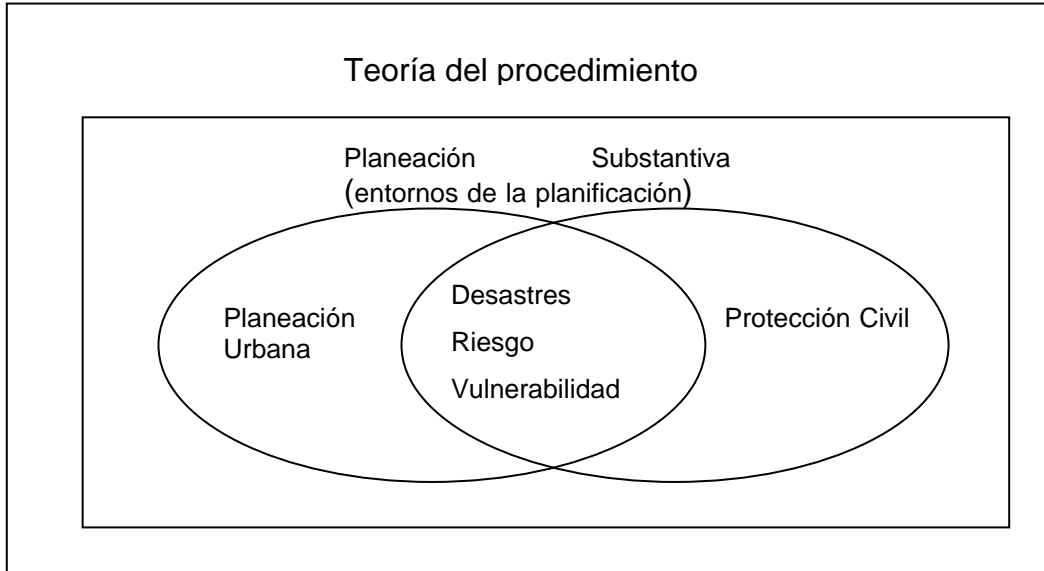 Teoría del procedimiento
Planeación Substantiva
(entornos de la planificación)
Planeación
Urbana
Desastres
Riesgo
Vulnerabilidad
Protección Civil